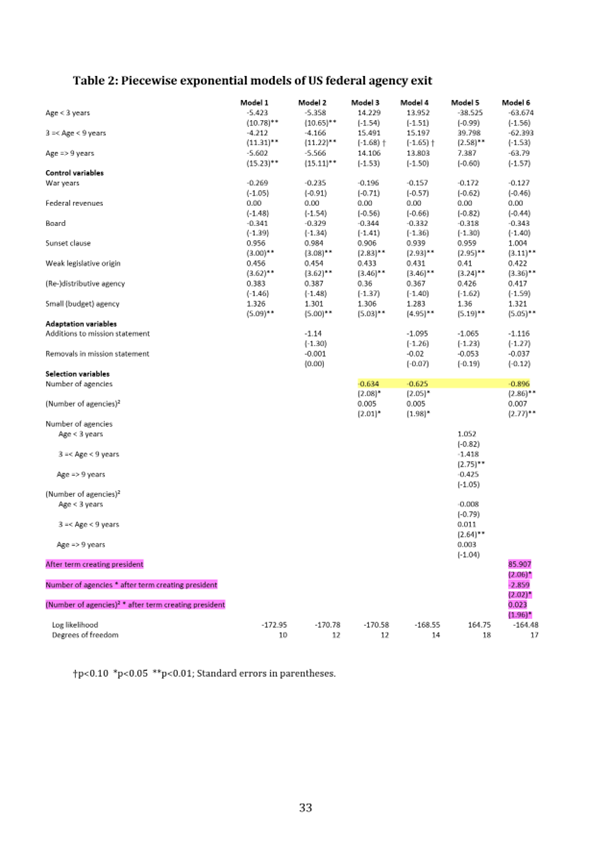 Table 2: Piecewise exponential models of US federal agency exit
Model 1 Model 2 Model 3 Model 4 Model 5 Model 6
Age < 3 years -5.423 -5.358 14.229 13.952 -38.525 -63.674
(10.78)** (10.65)** (-1.54) (-1.51) (-0.99) (-1.56)
3 =< Age < 9 years -4.212 -4.166 15.491 15.197 39.798 -62.393
(11.31)** (11.22)** (-1.68) † (-1.65) † (2.58)** (-1.53)
Age => 9 years -5.602 -5.566 14.106 13.803 7.387 -63.79
(15.23)** (15.11)** (-1.53) (-1.50) (-0.60) (-1.57)
Control variables
War years -0.269 -0.235 -0.196 -0.157 -0.172 -0.127
(-1.05) (-0.91) (-0.71) (-0.57) (-0.62) (-0.46)
Federal revenues 0.00 0.00 0.00 0.00 0.00 0.00
(-1.48) (-1.54) (-0.56) (-0.66) (-0.82) (-0.44)
Board -0.341 -0.329 -0.344 -0.332 -0.318 -0.343
(-1.39) (-1.34) (-1.41) (-1.36) (-1.30) (-1.40)
Sunset clause 0.956 0.984 0.906 0.939 0.959 1.004
(3.00)** (3.08)** (2.83)** (2.93)** (2.95)** (3.11)**
Weak legislative origin 0.456 0.454 0.433 0.431 0.41 0.422
(3.62)** (3.62)** (3.46)** (3.46)** (3.24)** (3.36)**
(Re-)distributive agency 0.383 0.387 0.36 0.367 0.426 0.417
(-1.46) (-1.48) (-1.37) (-1.40) (-1.62) (-1.59)
Small (budget) agency 1.326 1.301 1.306 1.283 1.36 1.321
(5.09)** (5.00)** (5.03)** (4.95)** (5.19)** (5.05)**
Adaptation variables
Additions to mission statement -1.14 -1.095 -1.065 -1.116
(-1.30) (-1.26) (-1.23) (-1.27)
Removals in mission statement -0.001 -0.02 -0.053 -0.037
(0.00) (-0.07) (-0.19) (-0.12)
Selection variables
Number of agencies -0.634 -0.625 -0.896
(2.08)* (2.05)* (2.86)**
(Number of agencies)² 0.005 0.005 0.007
(2.01)* (1.98)* (2.77)**
Number of agencies
Age < 3 years 1.052
(-0.82)
3 =< Age < 9 years -1.418
(2.75)**
Age => 9 years -0.425
(-1.05)
(Number of agencies)²
Age < 3 years -0.008
(-0.79)
3 =< Age < 9 years 0.011
(2.64)**
Age => 9 years 0.003
(-1.04)
After term creating president 85.907
(2.06)*
Number of agencies * after term creating president -2.859
(2.02)*
(Number of agencies)² * after term creating president 0.023
(1.96)*
Log likelihood -172.95 -170.78 -170.58 -168.55 164.75 -164.48
Degrees of freedom 10 12 12 14 18 17
†p<0.10 *p<0.05 **p<0.01; Standard errors in parentheses.
33